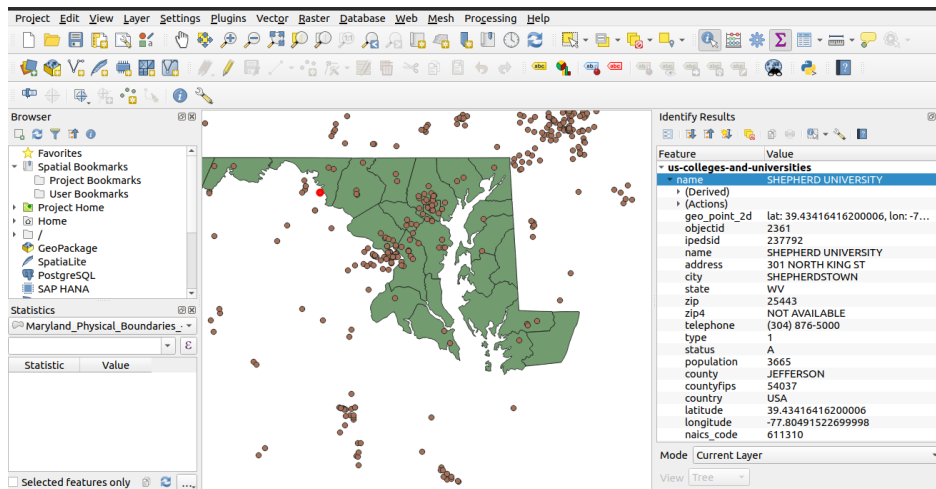 Project Edit View Layer Settings Plugins Vector Raster Database Web Mesh Processing Help
abc abc abc
Browser
Favorites
Spatial Bookmarks
Project Bookmarks
User Bookmarks
Project Home
Home
/
GeoPackage
SpatiaLite
PostgreSQL
SAP HANA
Statistics
Maryland_Physical_Boundaries_-
ε
Statistic Value
Selected features only
Identify Results
Feature Value
us-colleges-and-universities
name SHEPHERD UNIVERSITY
(Derived)
(Actions)
geo_point_2d lat: 39.43416416200006, lon: -7...
objectid 2361
ipedsid 237792
name SHEPHERD UNIVERSITY
address 301 NORTH KING ST
city SHEPHERDSTOWN
state WV
zip 25443
zip4 NOT AVAILABLE
telephone (304) 876-5000
type 1
status A
population 3665
county JEFFERSON
countyfips 54037
country USA
latitude 39.43416416200006
longitude -77.80491522699998
naics_code 611310
Mode Current Layer
View Tree